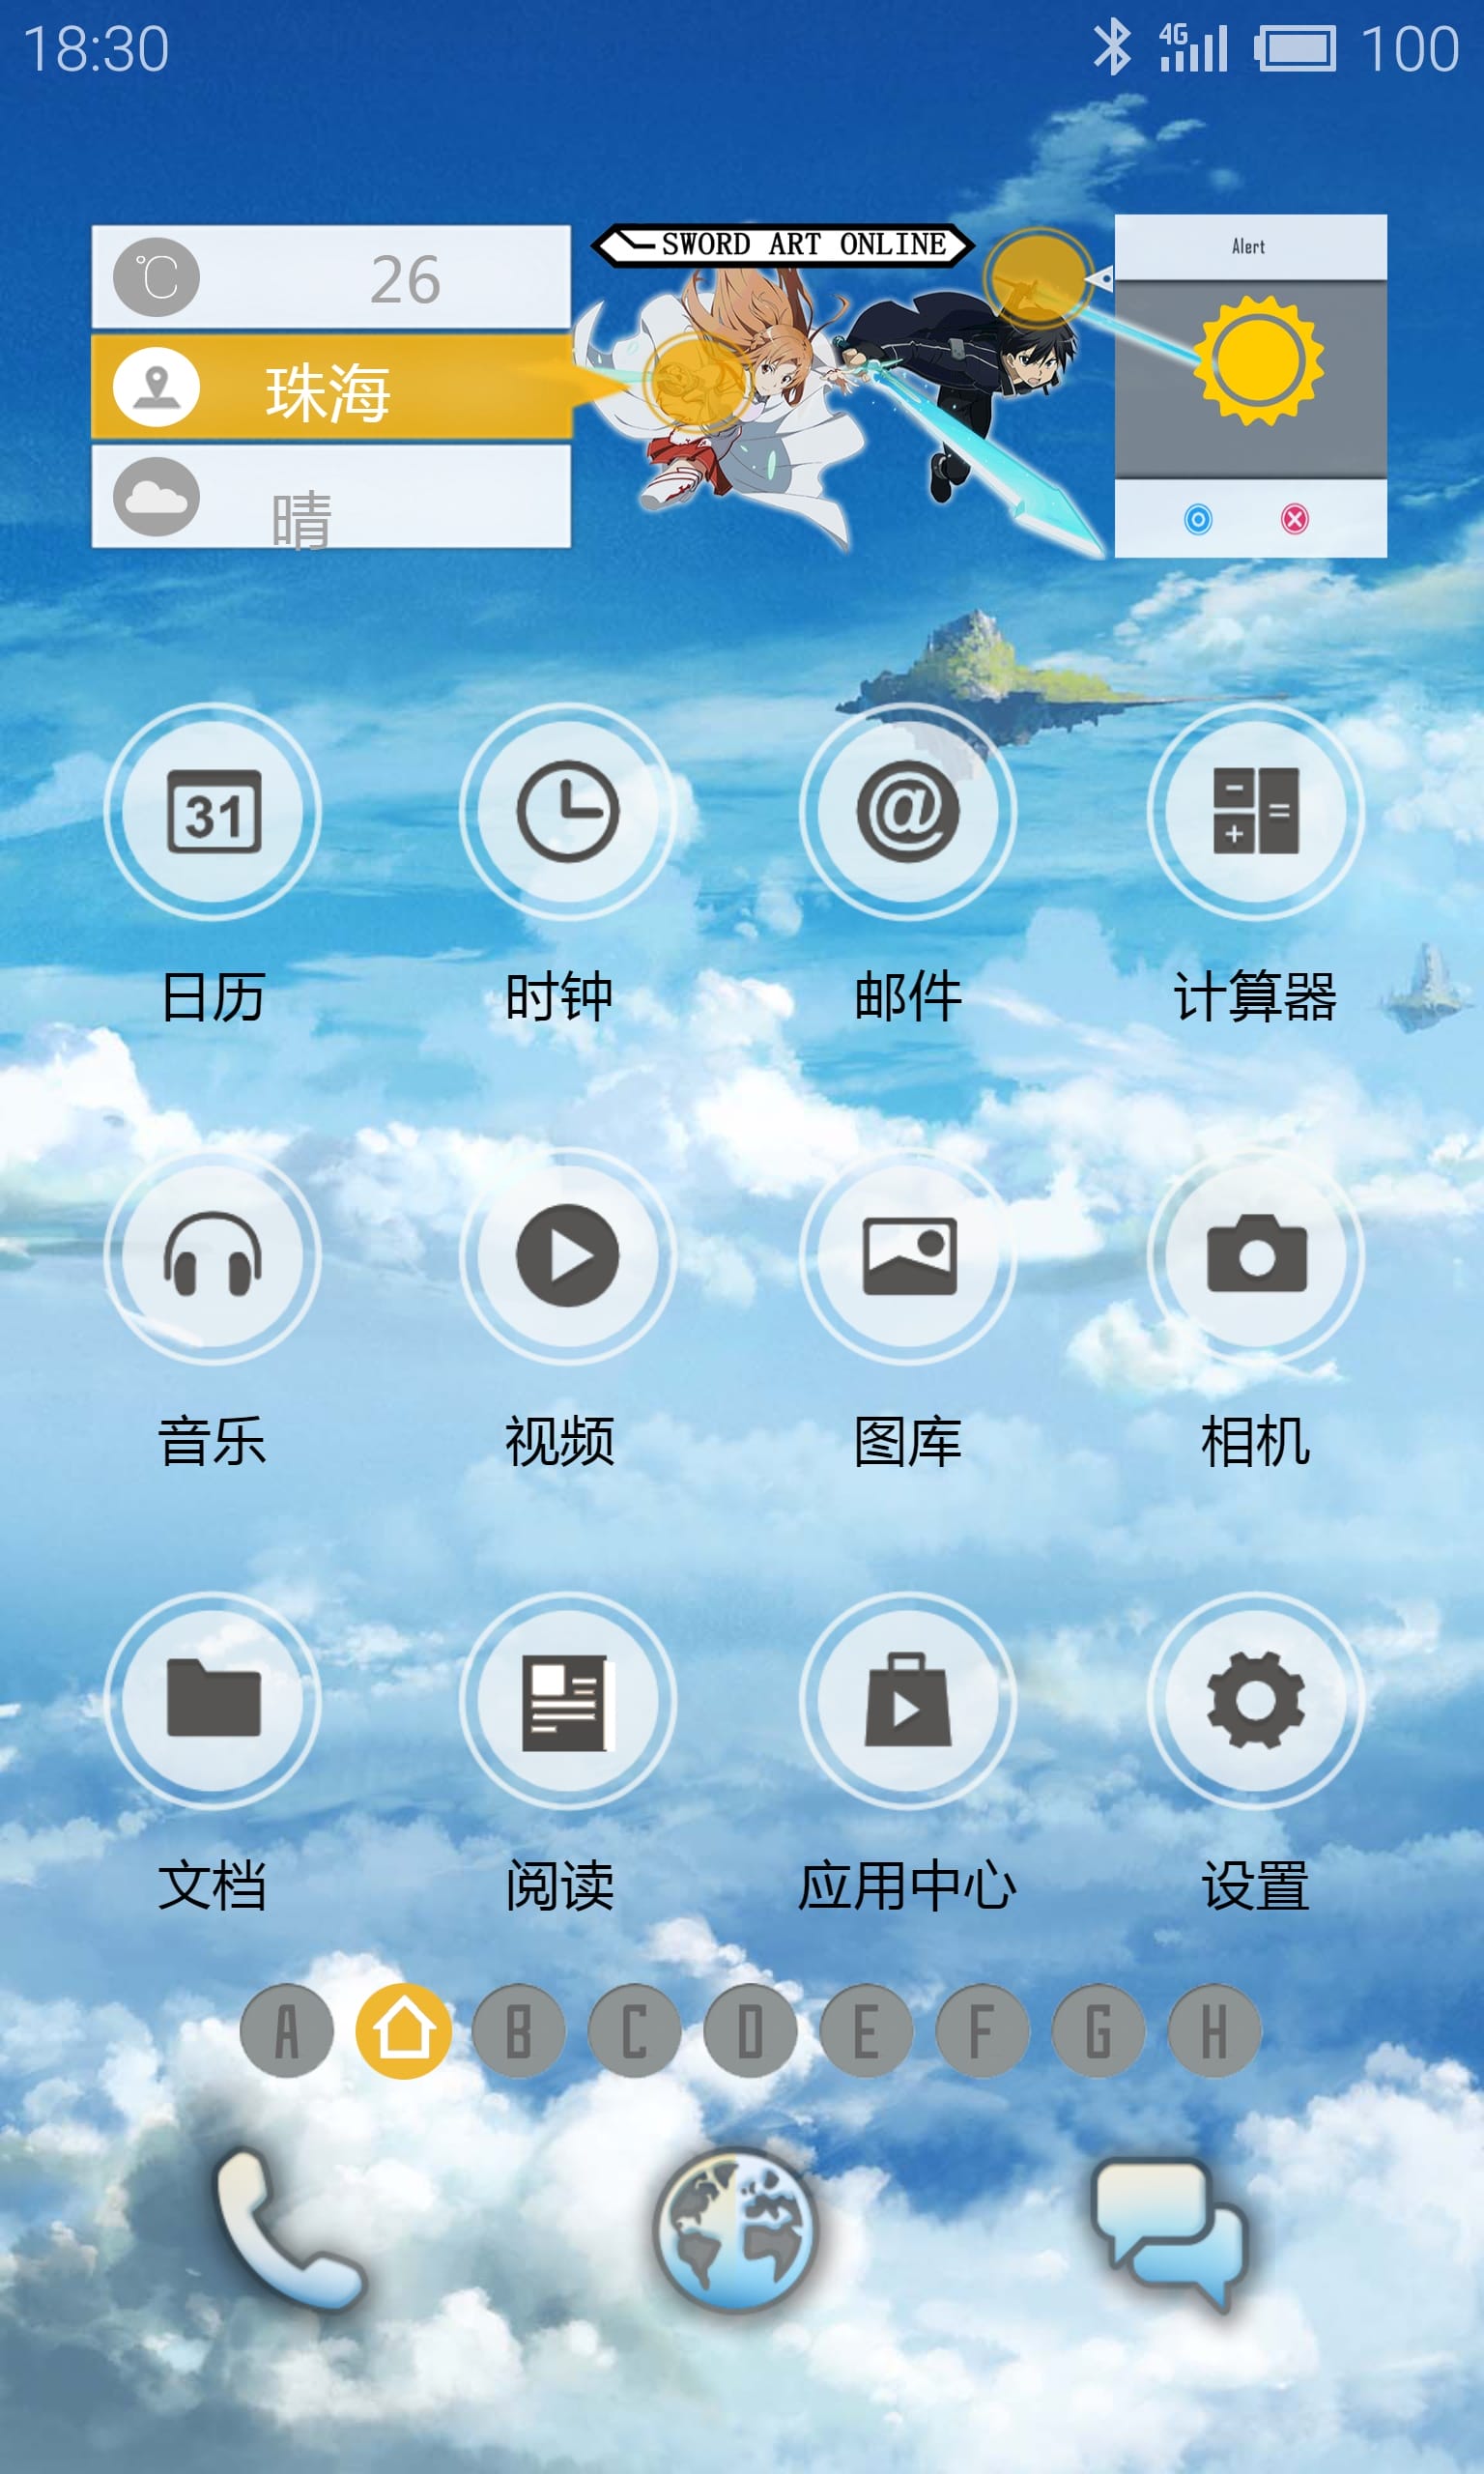 18:30
4G
100
℃ 26
SWORD ART ONLINE
Alert
珠海
晴
31
@
日历 时钟 邮件 计算器
音乐 视频 图库 相机
文档 阅读 应用中心 设置
A B C D E F G H